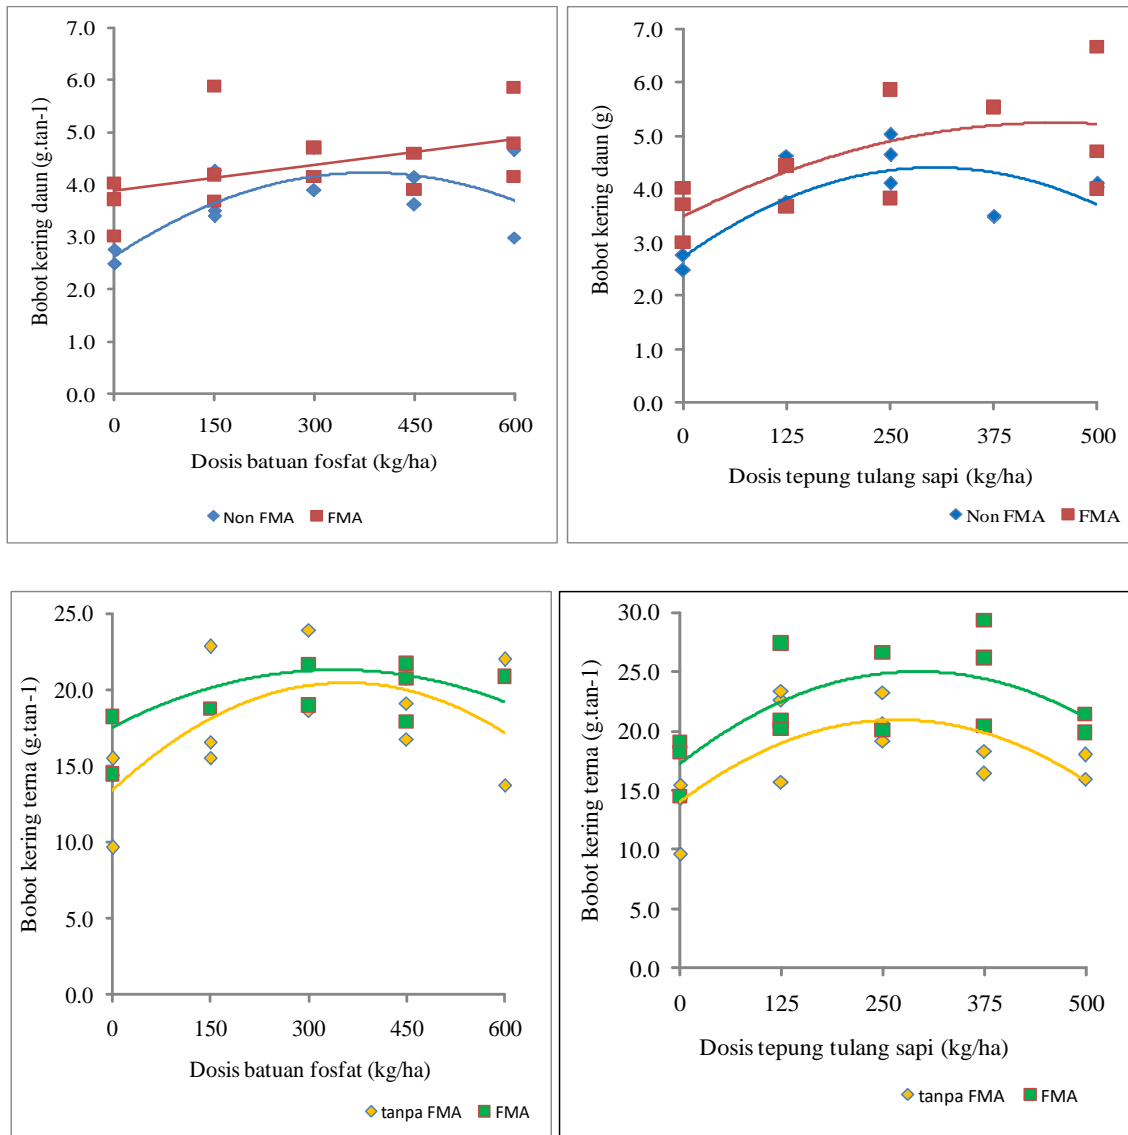 Bobot kering daun (g.tan-1)
7.0
6.0
5.0
4.0
3.0
2.0
1.0
0.0
0 150 300 450 600
Dosis batuan fosfat (kg/ha)
Non FMA FMA
Bobot kering daun (g)
7.0
6.0
5.0
4.0
3.0
2.0
1.0
0.0
0 125 250 375 500
Dosis tepung tulang sapi (kg/ha)
Non FMA FMA
Bobot kering terna (g.tan-1)
25.0
20.0
15.0
10.0
5.0
0.0
0 150 300 450 600
Dosis batuan fosfat (kg/ha)
tanpa FMA FMA
Bobot kering terna (g.tan-1)
30.0
25.0
20.0
15.0
10.0
5.0
0.0
0 125 250 375 500
Dosis tepung tulang sapi (kg/ha)
tanpa FMA FMA